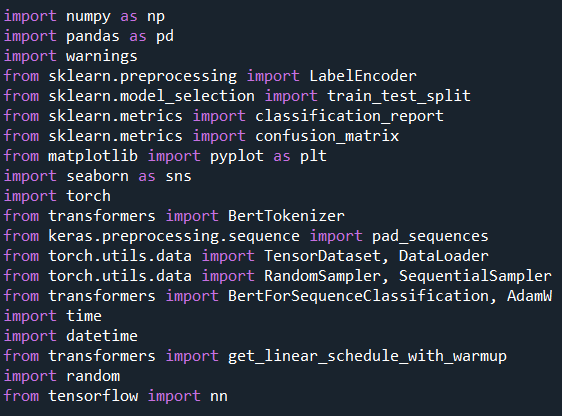 import numpy as np
import pandas as pd
import warnings
from sklearn.preprocessing import LabelEncoder
from sklearn.model_selection import train_test_split
from sklearn.metrics import classification_report
from sklearn.metrics import confusion_matrix
from matplotlib import pyplot as plt
import seaborn as sns
import torch
from transformers import BertTokenizer
from keras.preprocessing.sequence import pad_sequences
from torch.utils.data import TensorDataset, DataLoader
from torch.utils.data import RandomSampler, SequentialSampler
from transformers import BertForSequenceClassification, AdamW
import time
import datetime
from transformers import get_linear_schedule_with_warmup
import random
from tensorflow import nn